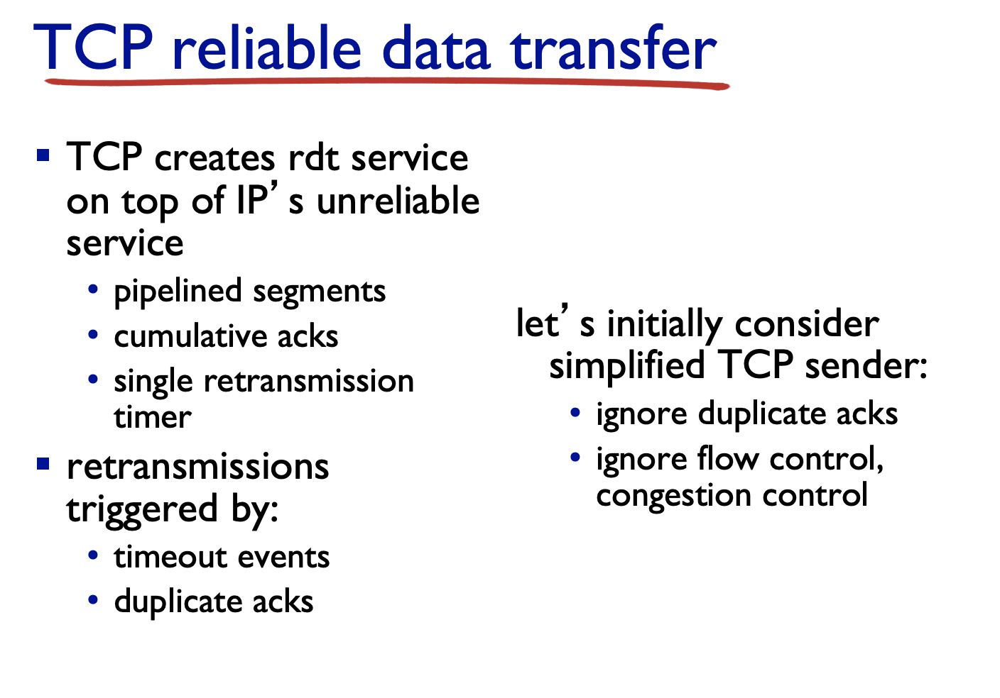 TCP reliable data transfer
▪ TCP creates rdt service
on top of IP’s unreliable
service
• pipelined segments
• cumulative acks
• single retransmission
timer
▪ retransmissions
triggered by:
• timeout events
• duplicate acks
let’s initially consider
simplified TCP sender:
• ignore duplicate acks
• ignore flow control,
congestion control